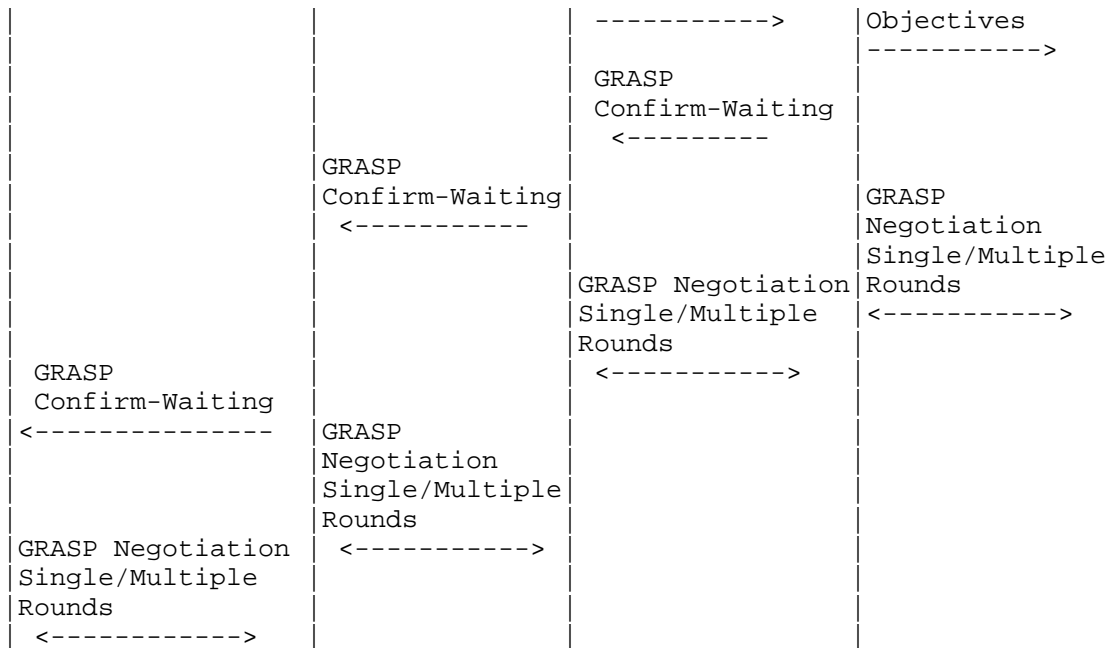 -----------> Objectives
----------->
GRASP
Confirm-Waiting
<---------
GRASP
Confirm-Waiting GRASP
<----------- Negotiation
Single/Multiple
GRASP Negotiation Rounds
Single/Multiple <----------->
Rounds
GRASP <----------->
Confirm-Waiting
<--------------- GRASP
Negotiation
Single/Multiple
Rounds
GRASP Negotiation <----------->
Single/Multiple
Rounds
<------------>